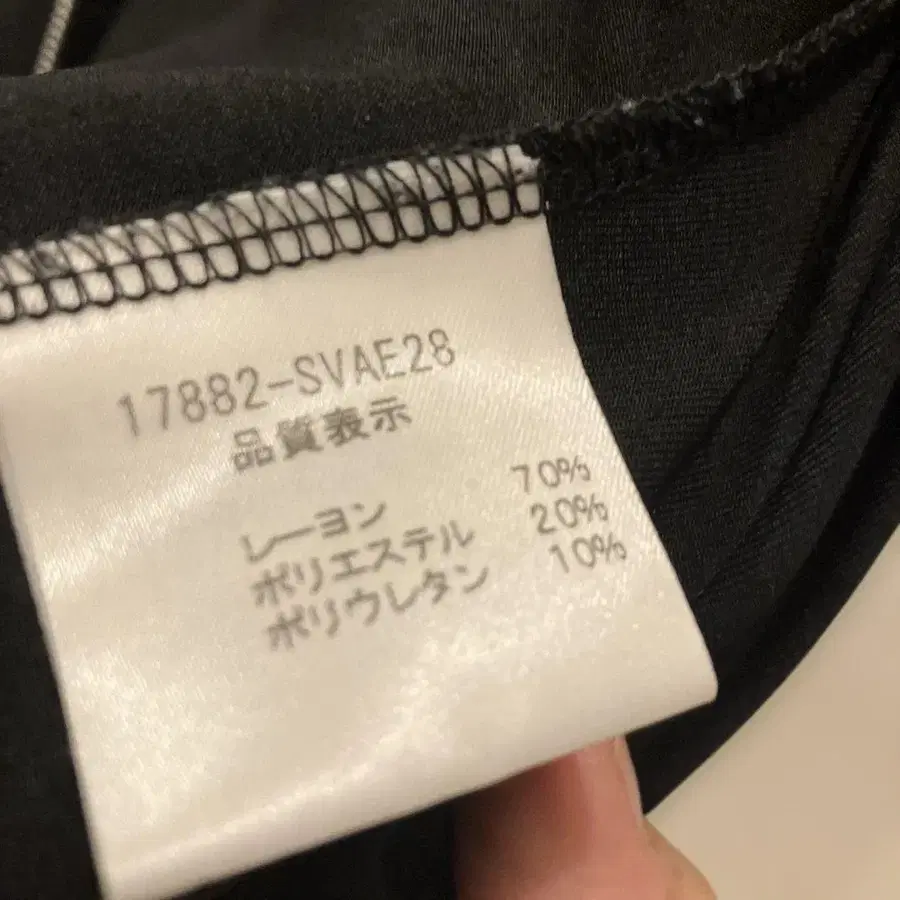 17882-SVAE28
品質表示
レーヨン 70%
ポリエステル 20%
ポリウレタン 10%